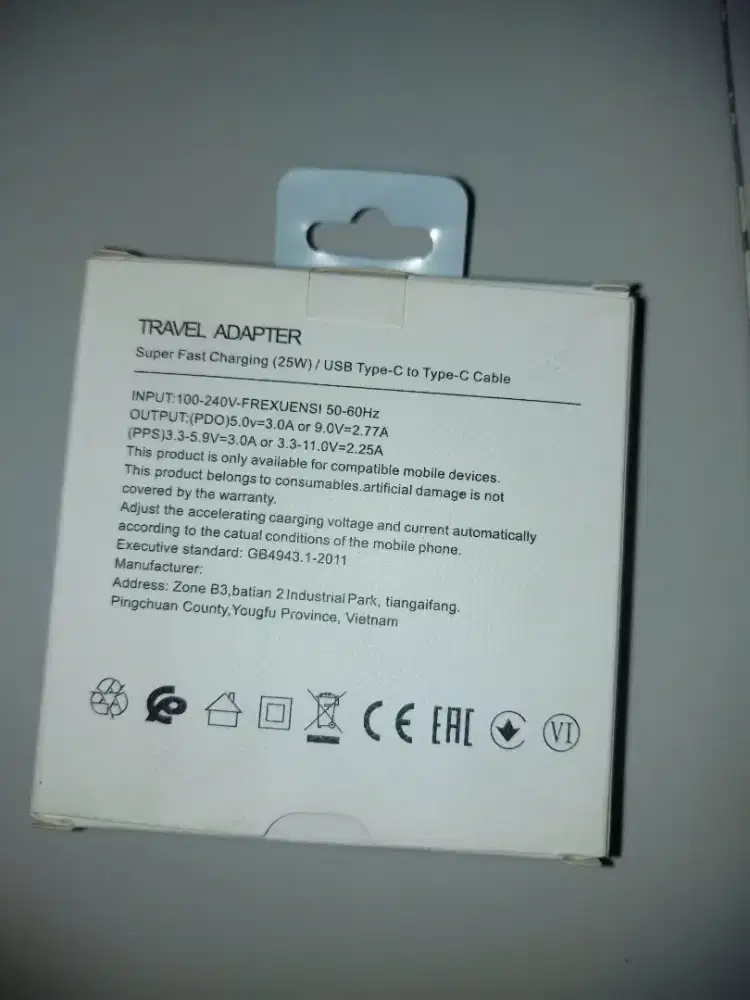 TRAVEL ADAPTER
Super Fast Charging (25W) / USB Type-C to Type-C Cable
INPUT:100-240V-FREXUENS! 50-60Hz
OUTPUT:(PDO)5.0v=3.0A or 9.0V=2.77A
(PPS)3.3-5.9V=3.0A or 3.3-11.0V=2.25A
This product is only available for compatible mobile devices.
This product belongs to consumables.artificial damage is not
covered by the warranty.
Adjust the accelerating caarging voltage and current automatically
according to the catual conditions of the mobile phone.
Executive standard: GB4943.1-2011
Manufacturer:
Address: Zone B3,batian 2 Industrial Park, tiangaifang.
Pingchuan County,Yougfu Province, Vietnam
CE EAC VI